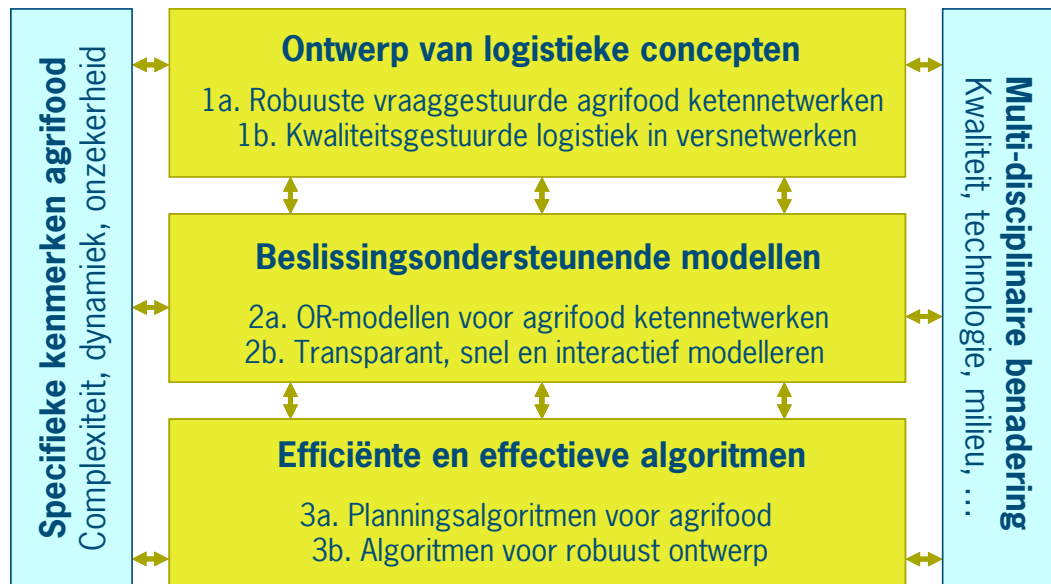 Specifieke kenmerken agrifood
Complexiteit, dynamiek, onzekerheid
Ontwerp van logistieke concepten
1a. Robuuste vraaggestuurde agrifood ketennetwerken
1b. Kwaliteitsgestuurde logistiek in versnetwerken
Beslissingsondersteunende modellen
2a. OR-modellen voor agrifood ketennetwerken
2b. Transparant, snel en interactief modelleren
Efficiënte en effectieve algoritmen
3a. Planningsalgoritmen voor agrifood
3b. Algoritmen voor robuust ontwerp
Multi-disciplinaire benadering
Kwaliteit, technologie, milieu, …